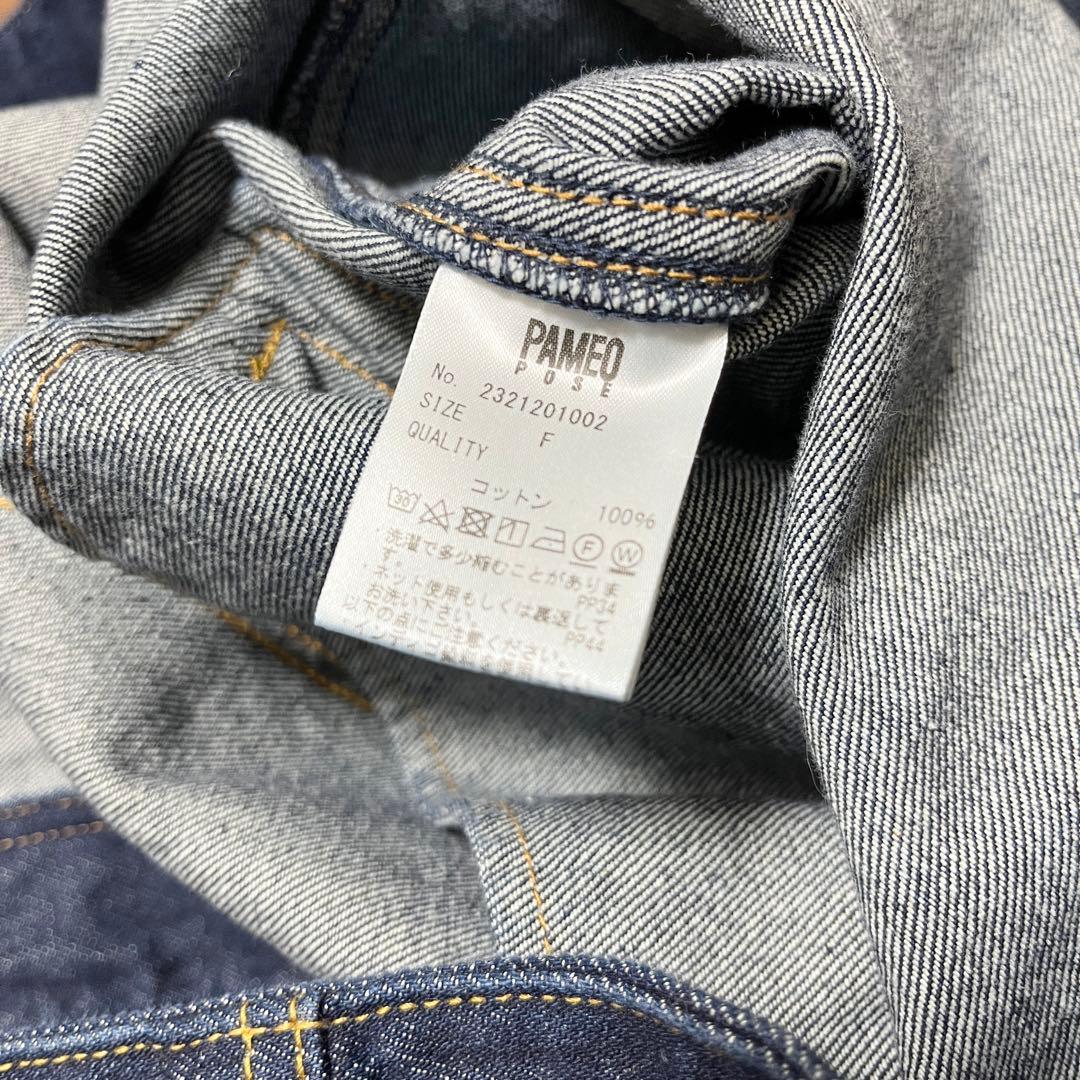 PAMEO
POSE
No. 2321201002
SIZE F
QUALITY
コットン 100%
F W
洗濯で多少縮むことがありま
す。 PP34
・ネット使用もしくは裏返して
お洗い下さい。 PP44
以下の点にご注意ください。